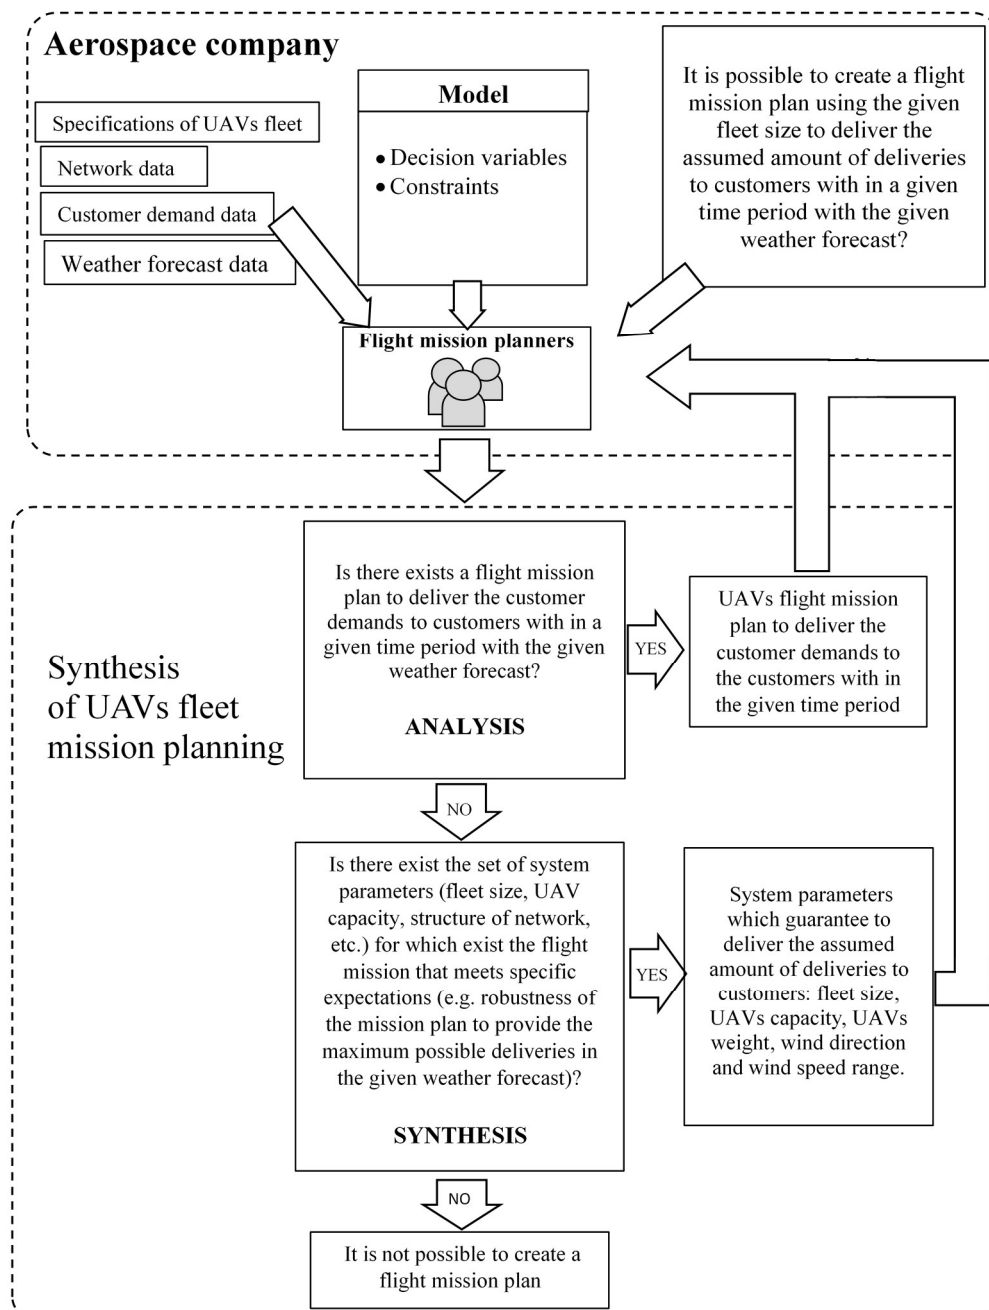 Aerospace company
Specifications of UAVs fleet
Network data
Customer demand data
Weather forecast data
Model
• Decision variables
• Constraints
It is possible to create a flight
mission plan using the given
fleet size to deliver the
assumed amount of deliveries
to customers with in a given
time period with the given
weather forecast?
Flight mission planners
Synthesis
of UAVs fleet
mission planning
Is there exists a flight mission
plan to deliver the customer
demands to customers with in a
given time period with the given
weather forecast?
ANALYSIS
YES
UAVs flight mission
plan to deliver the
customer demands to
the customers with in
the given time period
NO
Is there exist the set of system
parameters (fleet size, UAV
capacity, structure of network,
etc.) for which exist the flight
mission that meets specific
expectations (e.g. robustness of
the mission plan to provide the
maximum possible deliveries in
the given weather forecast)?
SYNTHESIS
YES
System parameters
which guarantee to
deliver the assumed
amount of deliveries to
customers: fleet size,
UAVs capacity, UAVs
weight, wind direction
and wind speed range.
NO
It is not possible to create a
flight mission plan